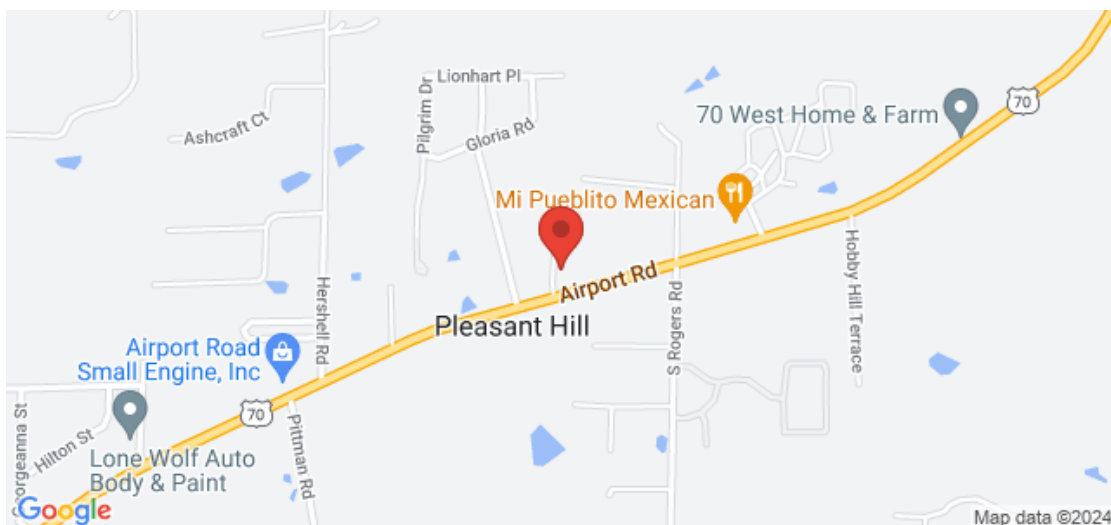 Lionhart Pl
Pilgrim Dr
Gloria Rd
Ashcraft Ct
70
70 West Home & Farm
Mi Pueblito Mexican
Hershell Rd
Airport Rd
S Rogers Rd
Hobby Hill Terrace
Pleasant Hill
Airport Road
Small Engine, Inc
70
Pittman Rd
Georgeanna St
Hilton St
Lone Wolf Auto
Body & Paint
Google
Map data ©2024